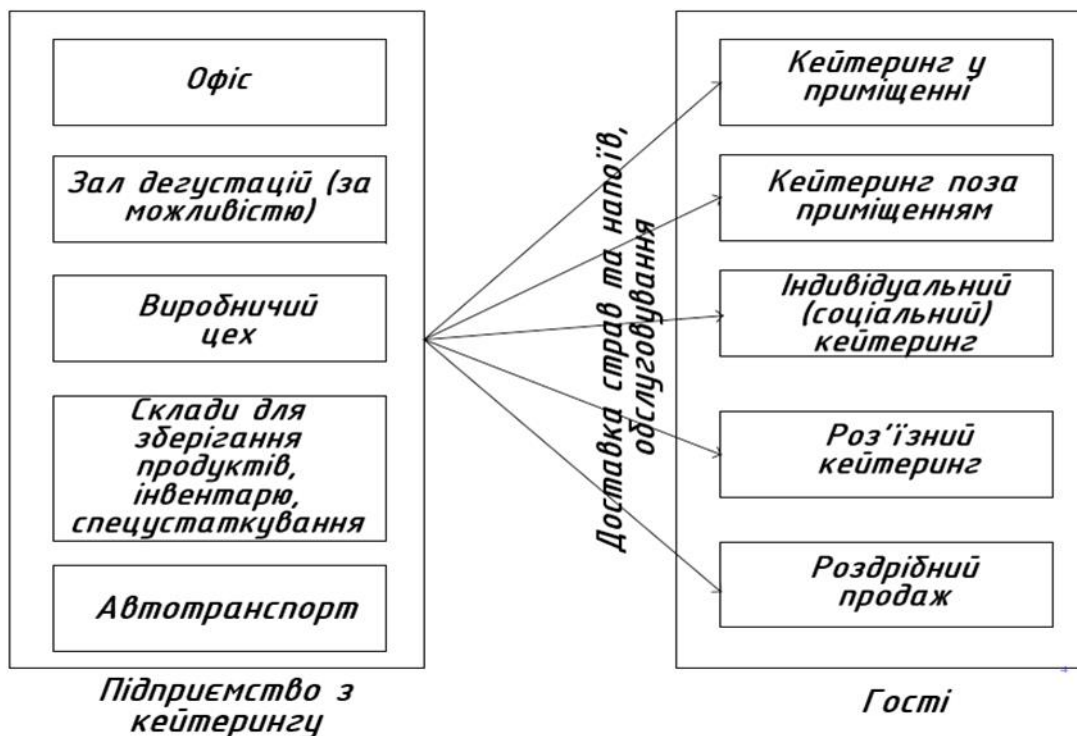 Офіс
Зал дегустацій (за
можливістю)
Виробничий
цех
Склади для
зберігання
продуктів,
інвентарю,
спецустаткування
Автотранспорт
Підприємство з
кейтерингу
Доставка страв та напоїв,
обслуговування
Кейтеринг у
приміщенні
Кейтеринг поза
приміщенням
Індивідуальний
(соціальний)
кейтеринг
Роз'їзний
кейтеринг
Роздрібний
продаж
Гості